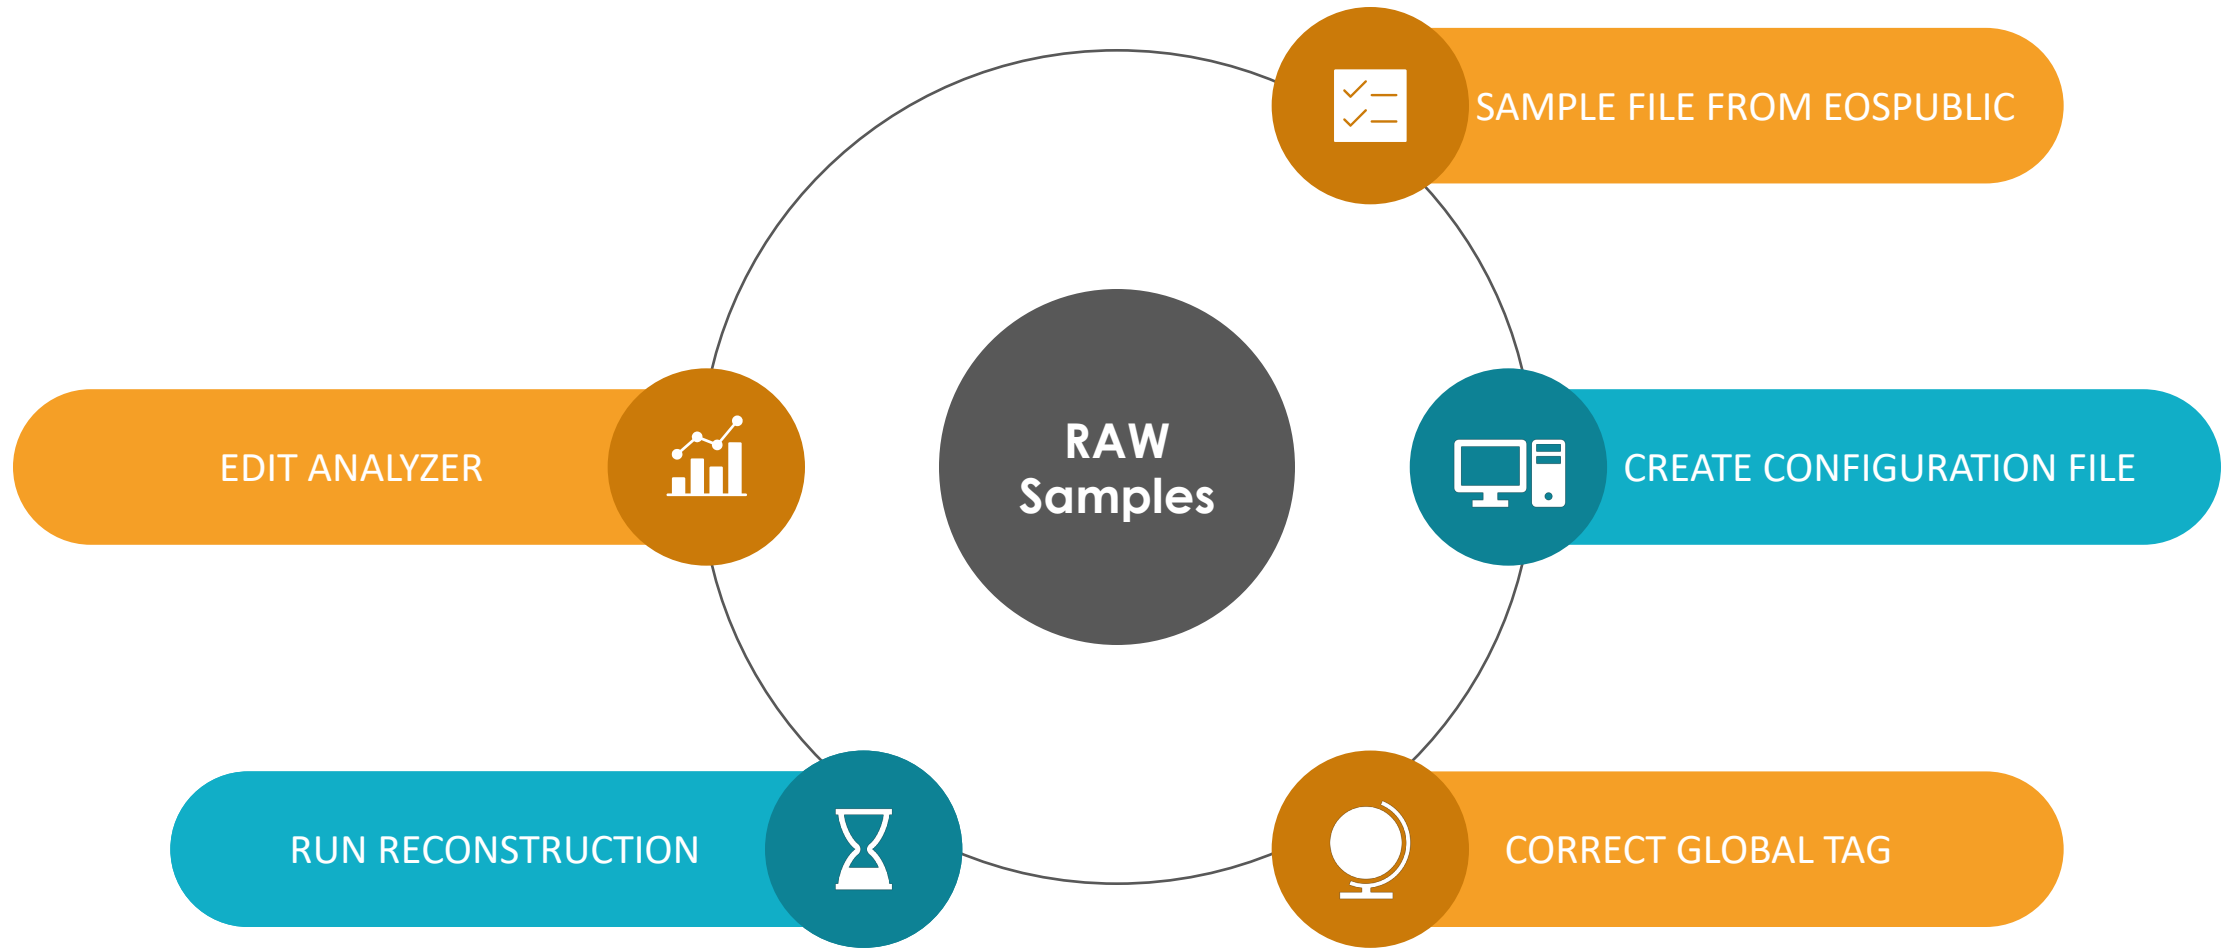 SAMPLE FILE FROM EOSPUBLIC
RAW
Samples
EDIT ANALYZER
CREATE CONFIGURATION FILE
RUN RECONSTRUCTION
CORRECT GLOBAL TAG